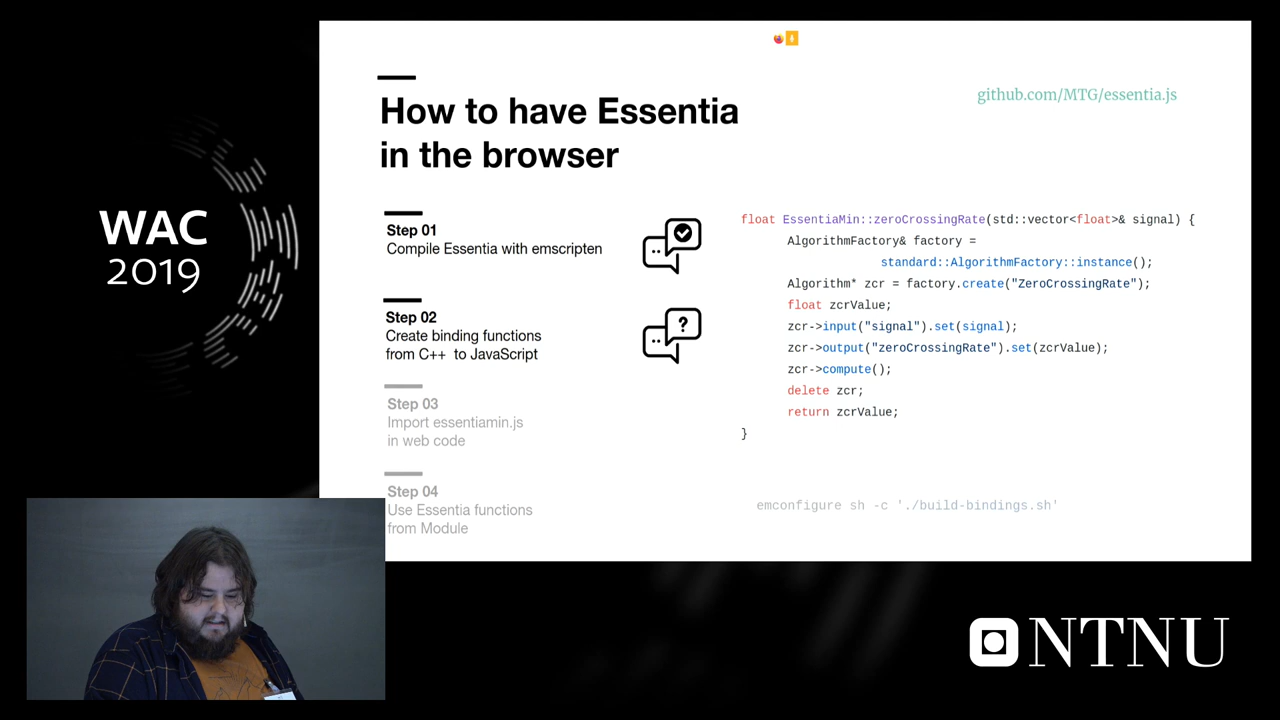 WAC
2019
github.com/MTG/essentia.js
How to have Essentia
in the browser
Step 01
Compile Essentia with emscripten
Step 02
Create binding functions
from C++ to JavaScript
Step 03
Import essentiamin.js
in web code
Step 04
Use Essentia functions
from Module
?
float EssentiaMin::zeroCrossingRate(std::vector<float>& signal) {
AlgorithmFactory& factory =
standard::AlgorithmFactory::instance();
Algorithm* zcr = factory.create("ZeroCrossingRate");
float zcrValue;
zcr->input("signal").set(signal);
zcr->output("zeroCrossingRate").set(zcrValue);
zcr->compute();
delete zcr;
return zcrValue;
}
emconfigure sh -c './build-bindings.sh'
NTNU